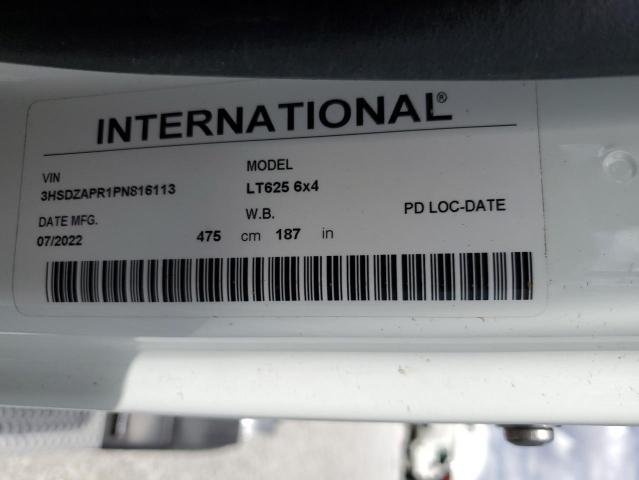 INTERNATIONAL®
VIN
3HSDZAPR1PN816113
MODEL
LT625 6x4
DATE MFG.
07/2022
W.B.
475 cm 187 in
PD LOC-DATE